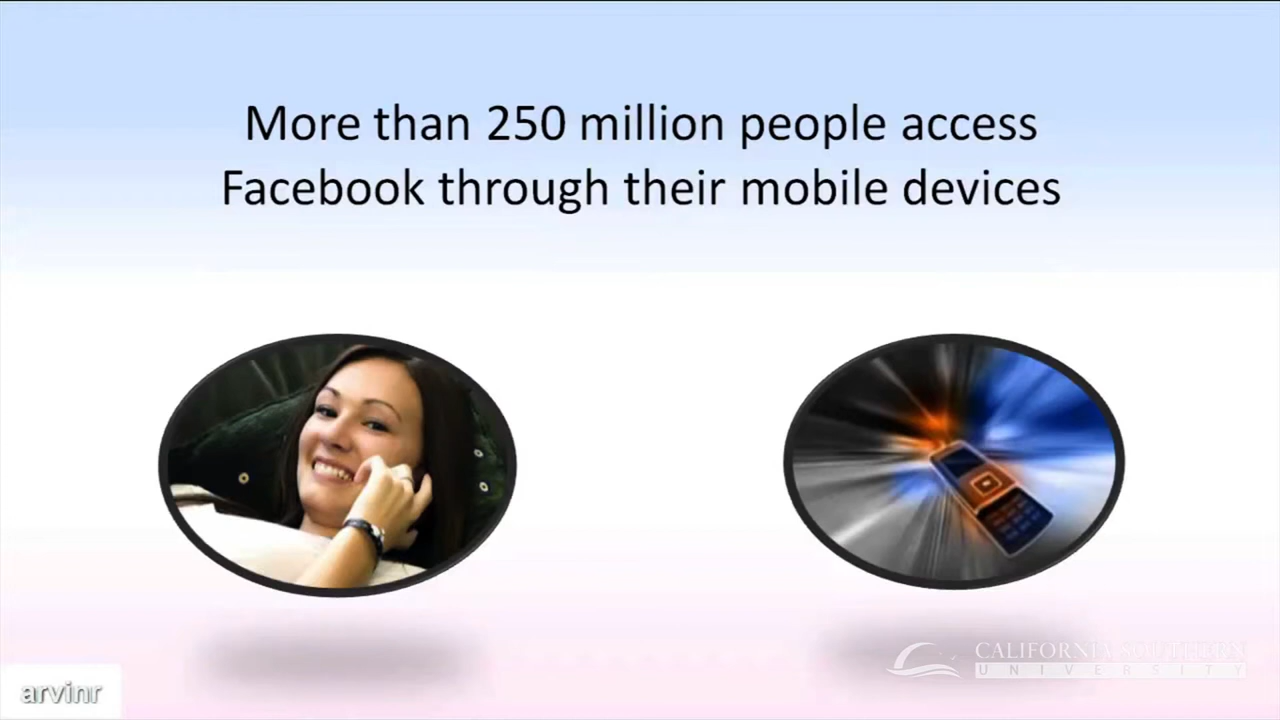 More than 250 million people access
Facebook through their mobile devices
CALIFORNIA SOUTHERN
UNIVERSITY
arvinr